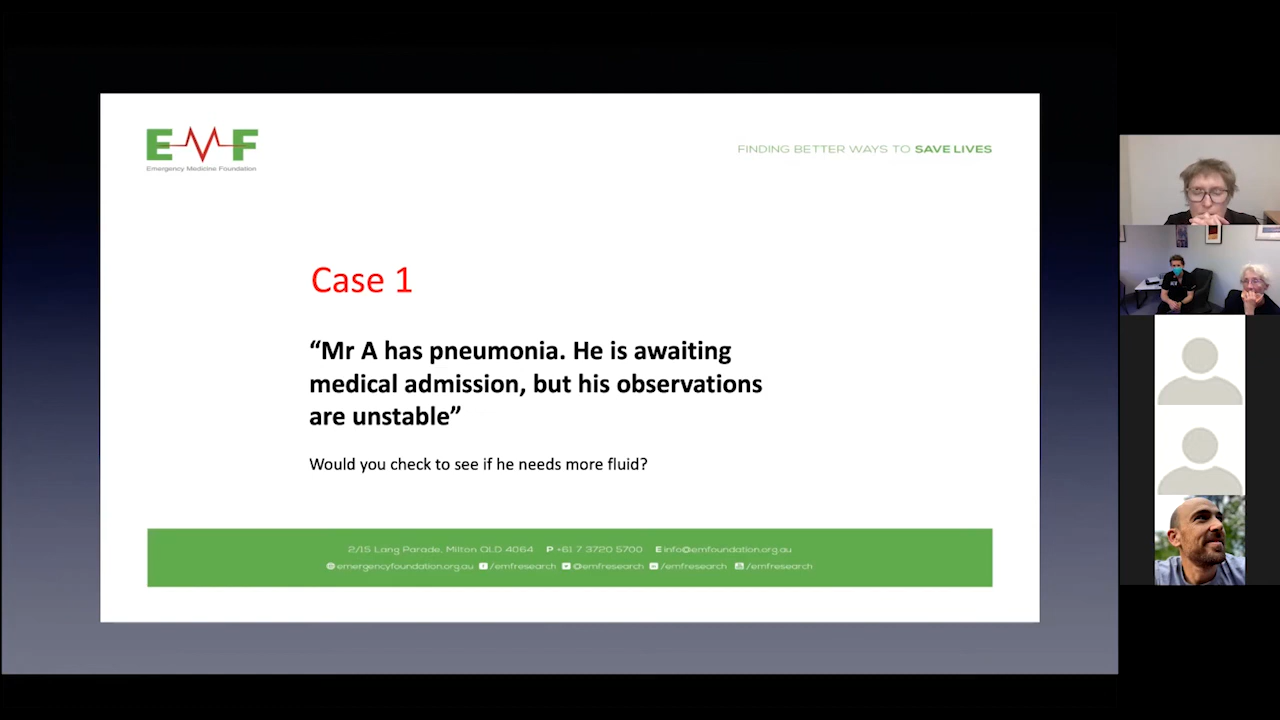 EMF
Emergency Medicine Foundation
FINDING BETTER WAYS TO SAVE LIVES
Case 1
“Mr A has pneumonia. He is awaiting
medical admission, but his observations
are unstable”
Would you check to see if he needs more fluid?
2/15 Lang Parade, Milton QLD 4064 P +61 7 3720 5700 E info@emfoundation.org.au
emergencyfoundation.org.au /emfresearch @emfresearch /emfresearch /emfresearch